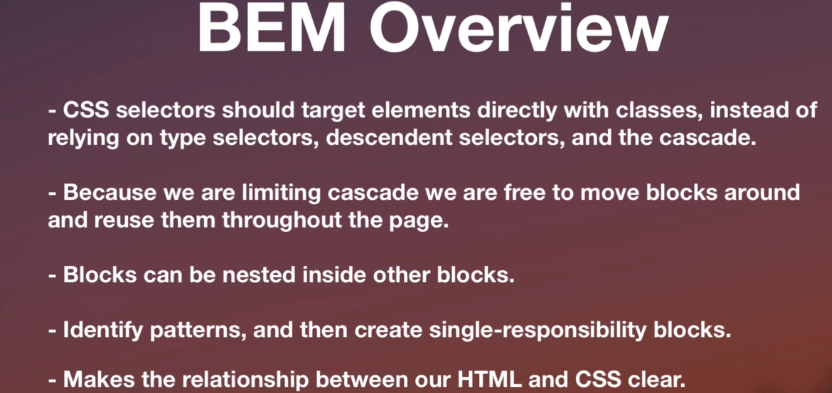 BEM Overview
- CSS selectors should target elements directly with classes, instead of
relying on type selectors, descendent selectors, and the cascade.
- Because we are limiting cascade we are free to move blocks around
and reuse them throughout the page.
- Blocks can be nested inside other blocks.
- Identify patterns, and then create single-responsibility blocks.
- Makes the relationship between our HTML and CSS clear.